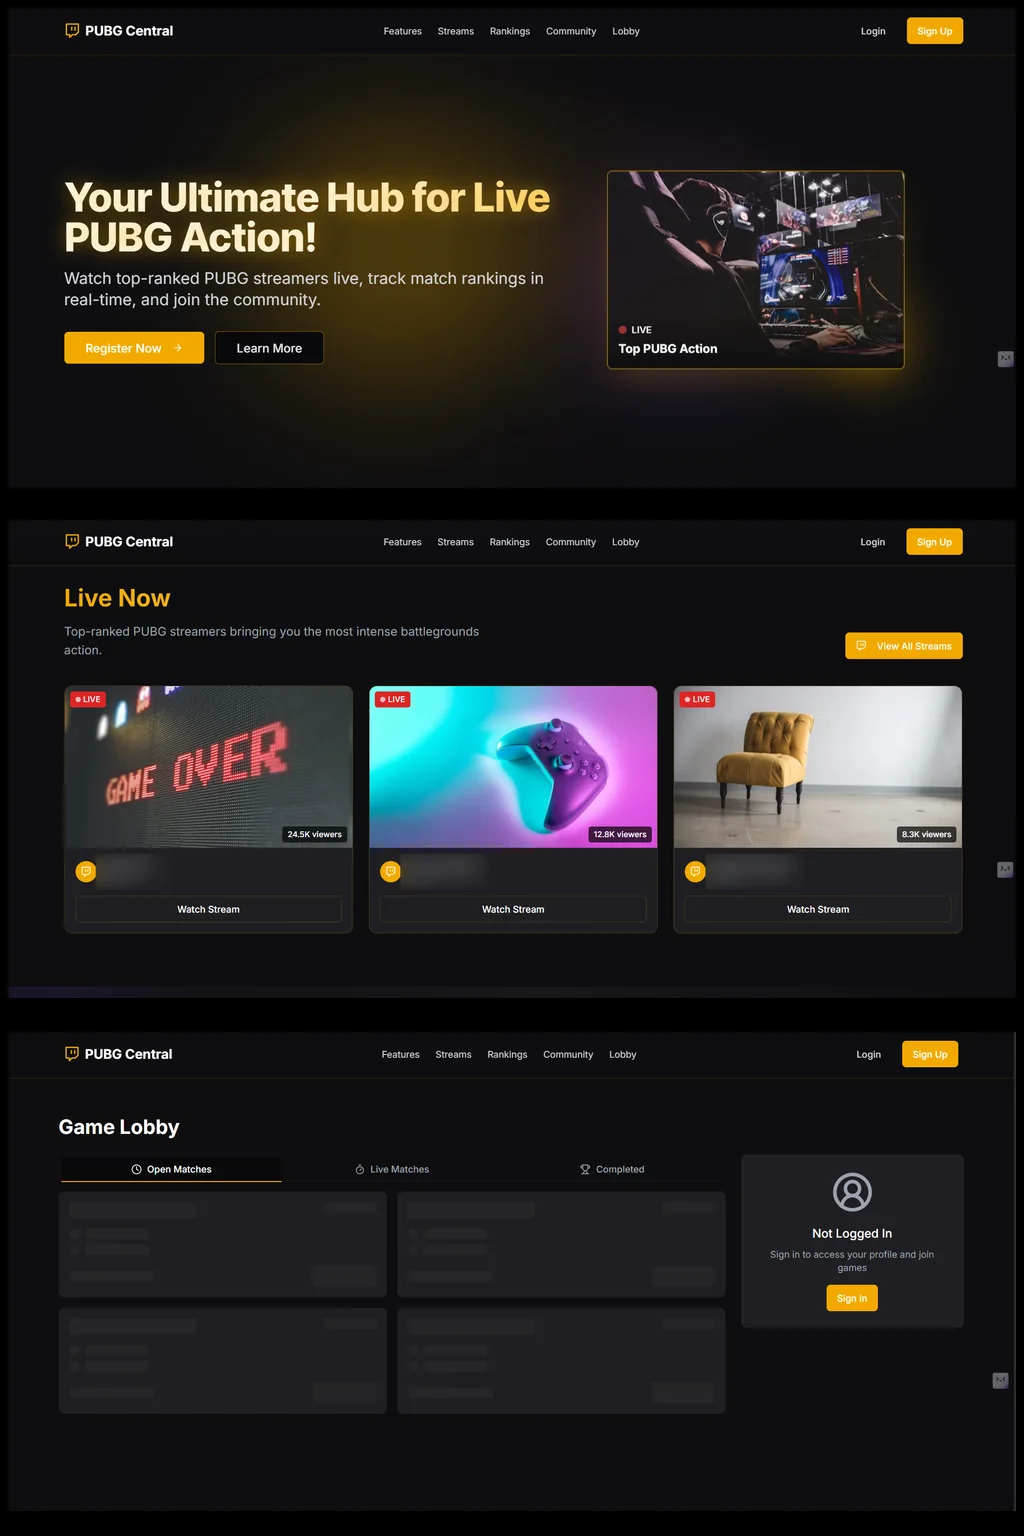 PUBG Central
Features
Streams
Rankings
Community
Lobby
Login
Sign Up
Your Ultimate Hub for Live
PUBG Action!
Watch top-ranked PUBG streamers live, track match rankings in
real-time, and join the community.
Register Now
Learn More
LIVE
Top PUBG Action
PUBG Central
Features
Streams
Rankings
Community
Lobby
Login
Sign Up
Live Now
Top-ranked PUBG streamers bringing you the most intense battlegrounds
action.
View All Streams
LIVE
GAME OVER
24.5K viewers
Watch Stream
LIVE
12.8K viewers
Watch Stream
LIVE
8.3K viewers
Watch Stream
PUBG Central
Features
Streams
Rankings
Community
Lobby
Login
Sign Up
Game Lobby
Open Matches
Live Matches
Completed
Not Logged In
Sign in to access your profile and join
games
Sign In